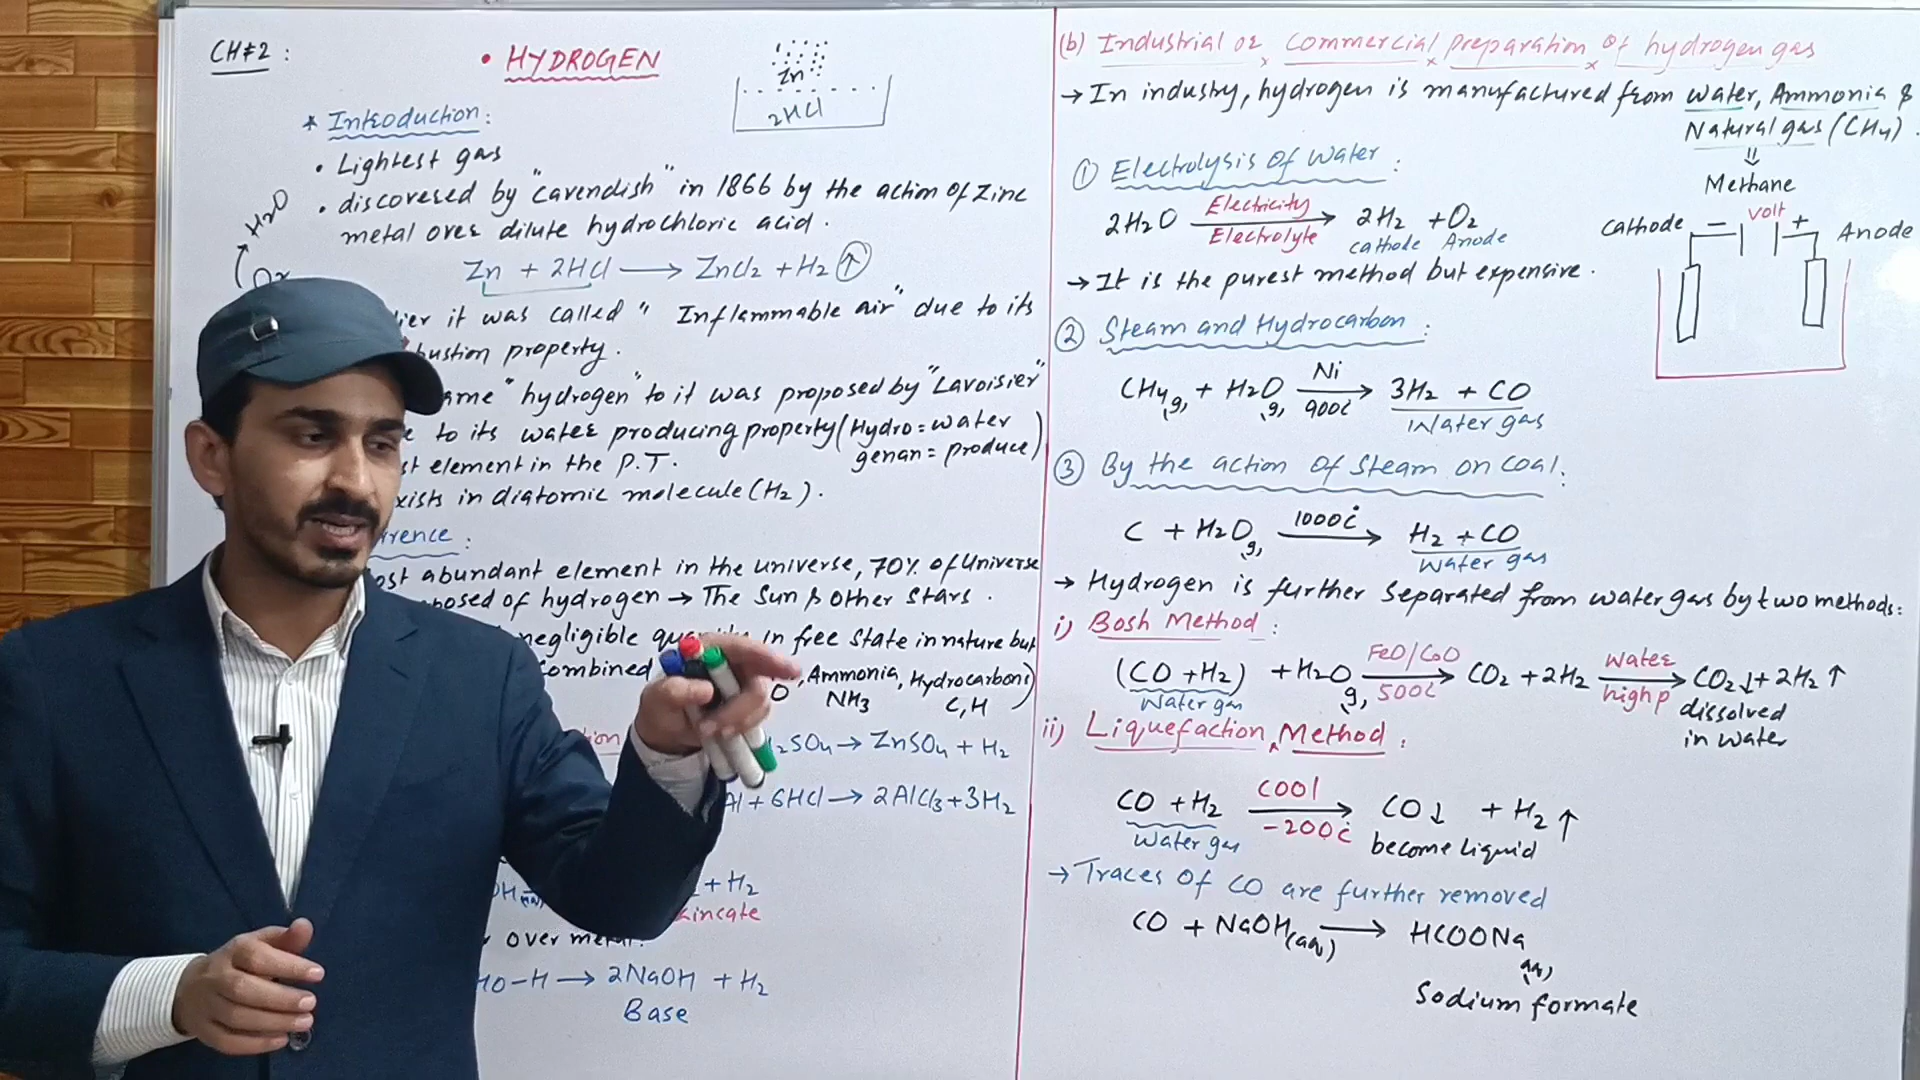 CH#2:
• HYDROGEN
Zn
2HCl
* Introduction:
• Lightest gas
• discovered by "Cavendish" in 1866 by the action of Zinc
metal over dilute hydrochloric acid.
H2O
O2
Zn + 2HCl → ZnCl2 + H2 ↑
it was called "Inflammable air" due to its
property.
"hydrogen" to it was proposed by "Lavoisier"
to its water producing property (Hydro = water
genan = produce)
element in the P.T.
in diatomic molecule (H2).
abundant element in the universe, 70% of Universe
of hydrogen → The Sun & Other Stars.
negligible in free state in nature but
combined , Ammonia, Hydrocarbons)
NH3 C,H
SO4 → ZnSO4 + H2
Al + 6HCl → 2AlCl3 + 3H2
+ H2
over
HO-H → 2NaOH + H2
Base
(b) Industrial or Commercial preparation of hydrogen gas
→ In industry, hydrogen is manufactured from water, Ammonia &
Natural gas (CH4).
⇓
Methane
① Electrolysis of water:
2H2O Electricity → Electrolyte 2H2 + O2
cathode Anode
cathode - volt + Anode
→ It is the purest method but expensive.
② Steam and Hydrocarbon:
CH4(g) + H2O(g) Ni → 900c 3H2 + CO
Water gas
③ By the action of Steam on Coal:
C + H2O(g) 1000c → H2 + CO
Water gas
→ Hydrogen is further Separated from water gas by two methods:
i) Bosh Method:
(CO + H2) + H2O(g) FeO/CoO → 500c CO2 + 2H2 Water → high p CO2↓ + 2H2 ↑
Water gas dissolved
in water
ii) Liquefaction Method:
CO + H2 COOl → -200c CO↓ + H2 ↑
Water gas become liquid
→ Traces of CO are further removed
CO + NaOH(aq) → HCOONa(aq)
Sodium formate